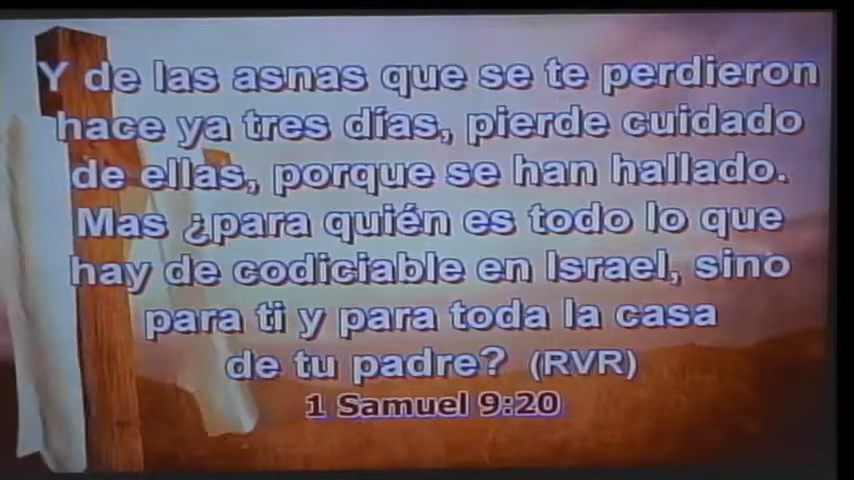 Y de las asnas que se te perdieron
hace ya tres días, pierde cuidado
de ellas, porque se han hallado.
Mas ¿para quién es todo lo que
hay de codiciable en Israel, sino
para ti y para toda la casa
de tu padre? (RVR)
1 Samuel 9:20